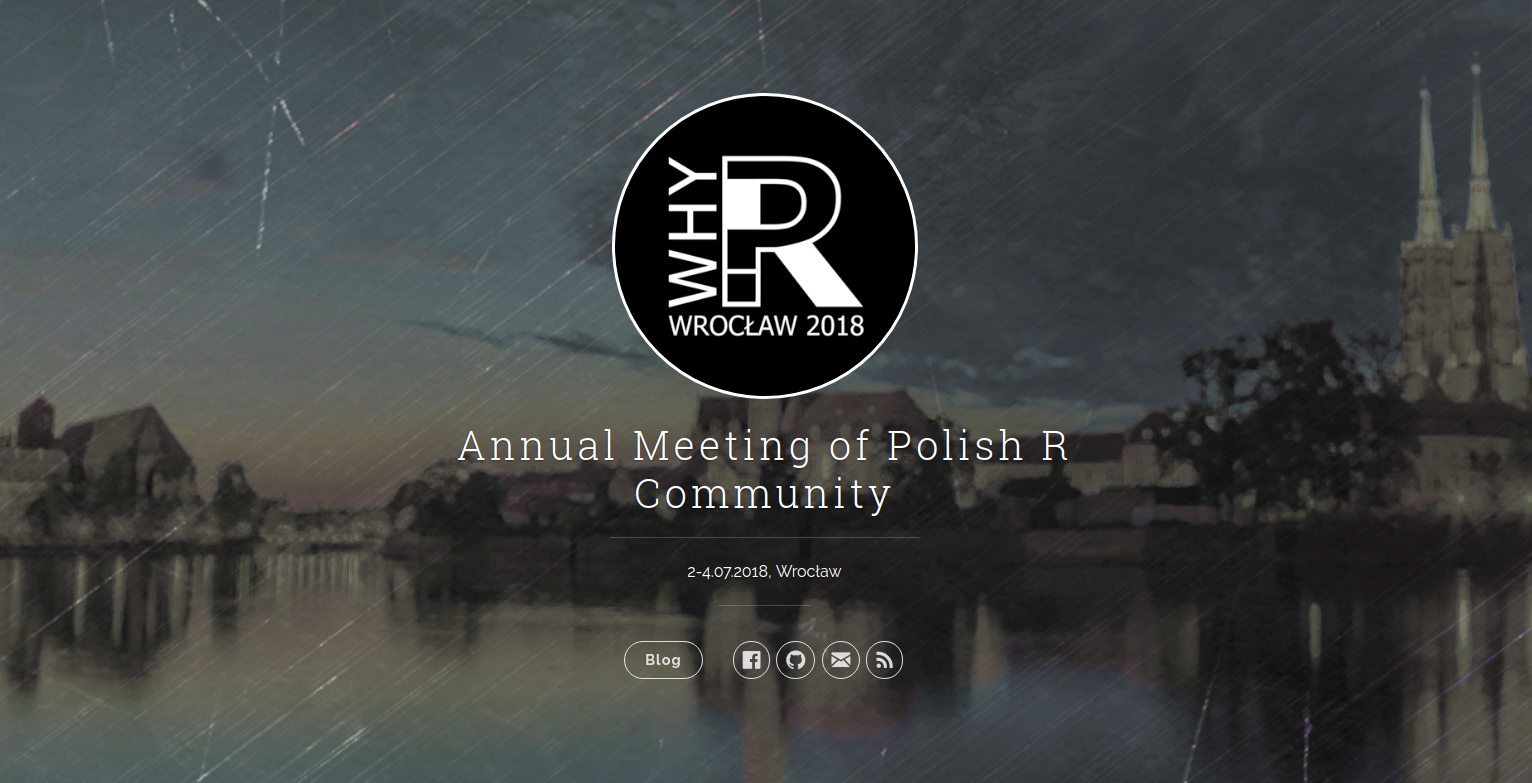 WHY R
WROCŁAW 2018
Annual Meeting of Polish R
Community
2-4.07.2018, Wrocław
Blog